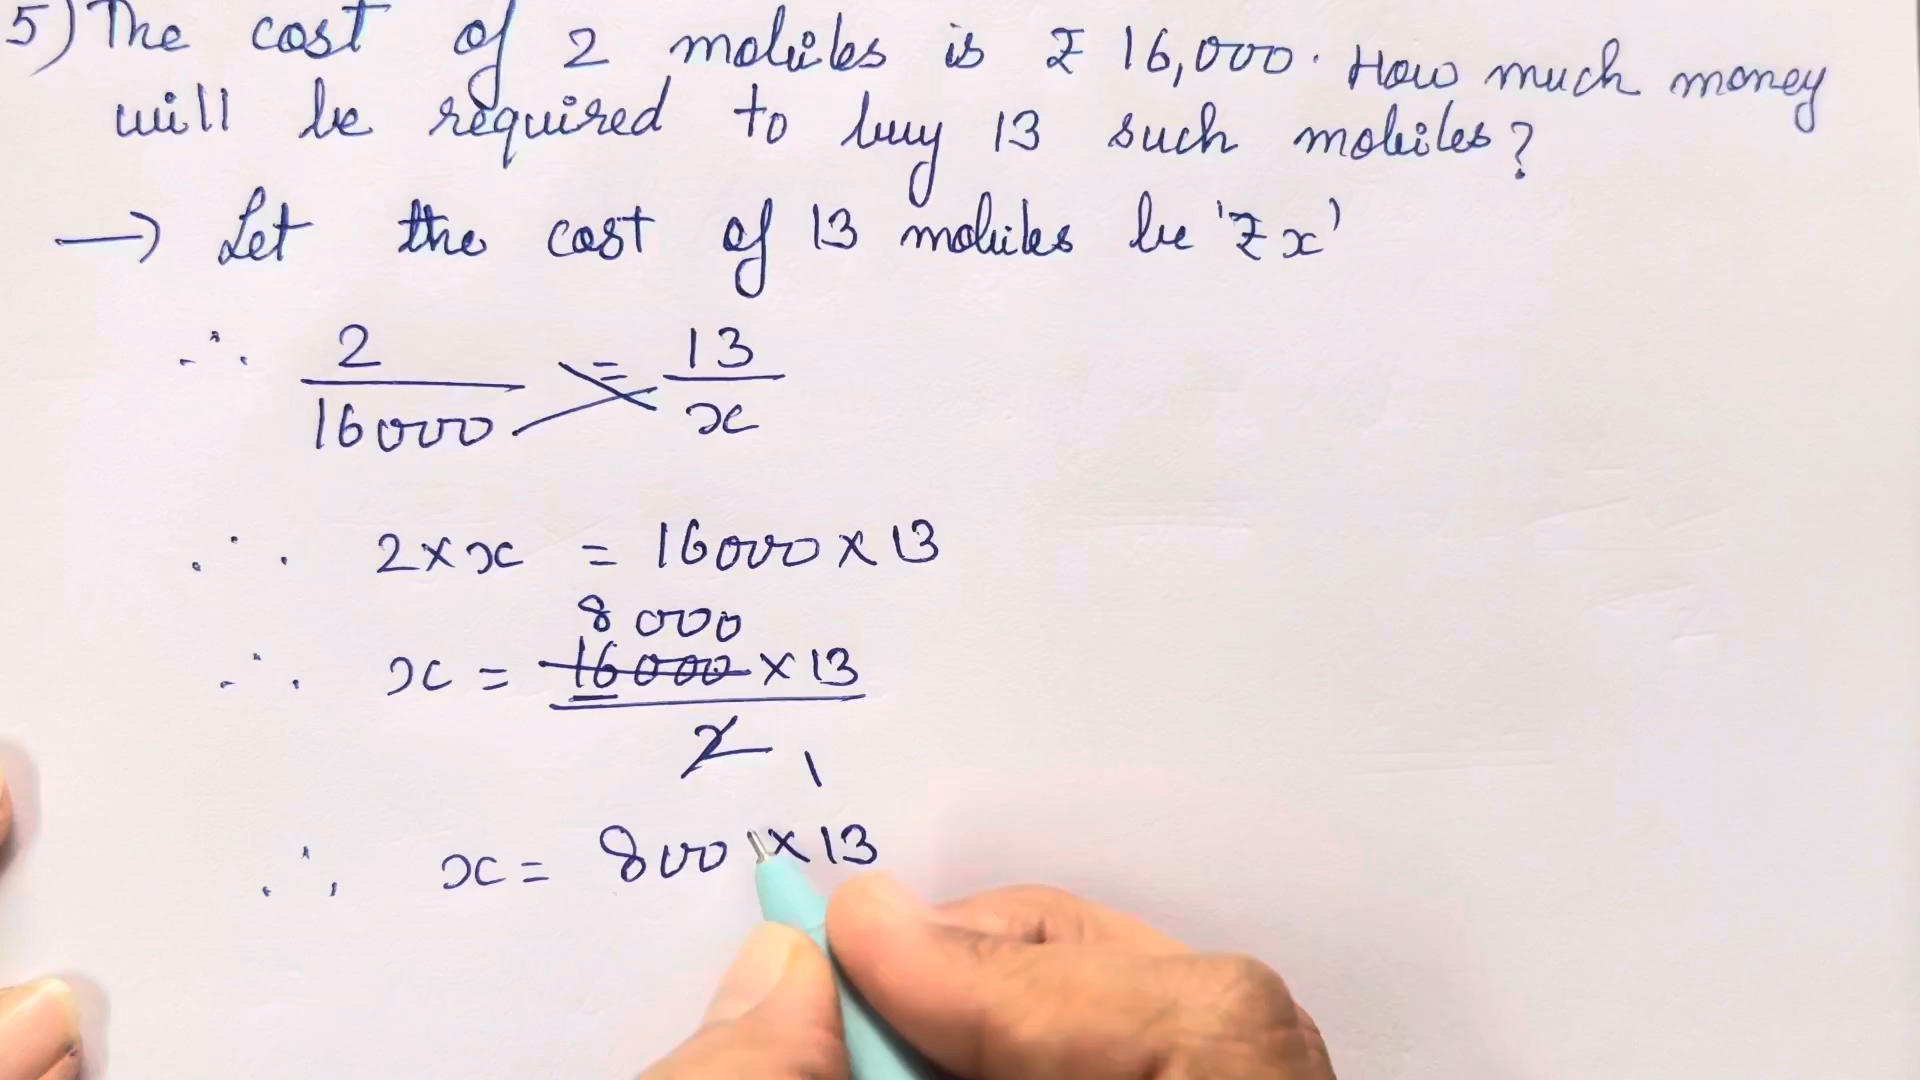 5) The cost of 2 mobiles is ₹ 16,000. How much money
will be required to buy 13 such mobiles?
→ Let the cost of 13 mobiles be '₹ x'
∴ 2 / 16000 = 13 / x
∴ 2 × x = 16000 × 13
8000
∴ x = 16000 × 13
2 1
∴ x = 800 × 13